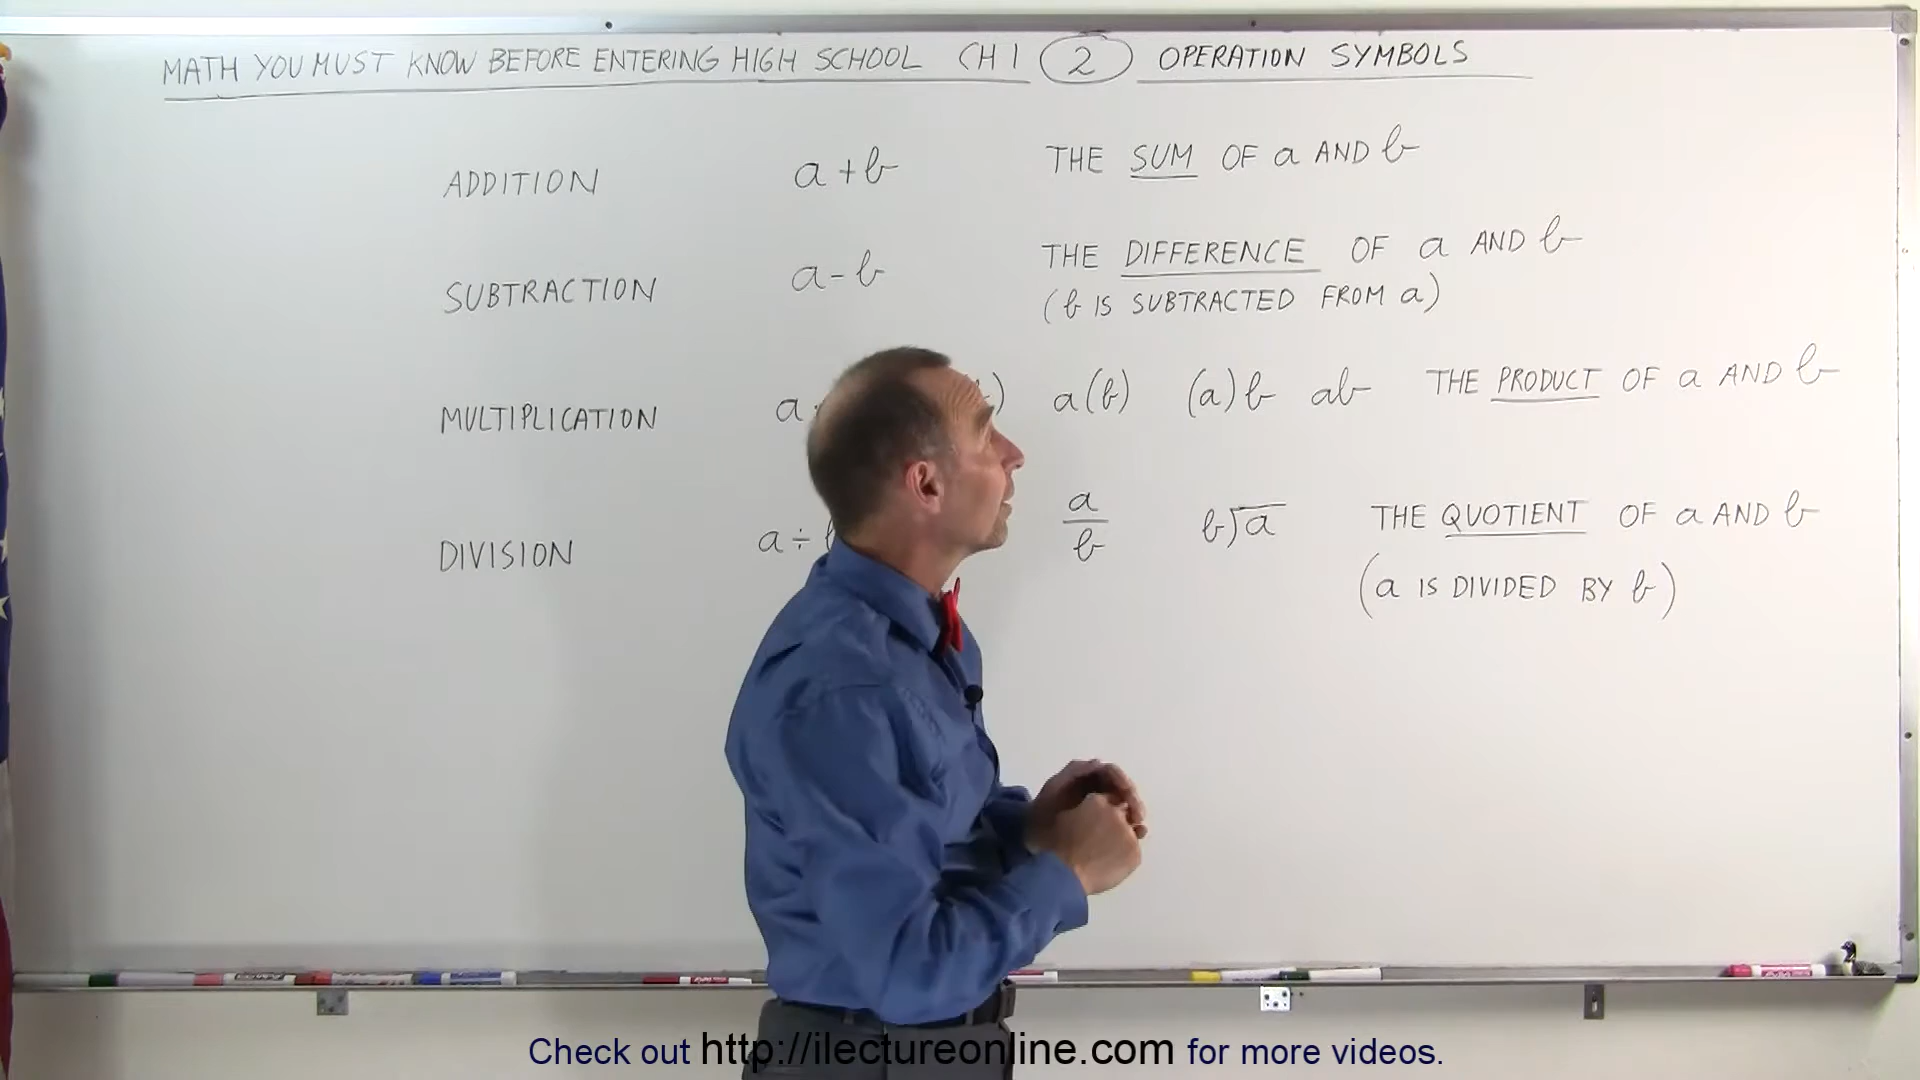 MATH YOU MUST KNOW BEFORE ENTERING HIGH SCHOOL CH 1 2 OPERATION SYMBOLS
ADDITION a + b THE SUM OF a AND b
SUBTRACTION a - b THE DIFFERENCE OF a AND b
(b IS SUBTRACTED FROM a)
MULTIPLICATION a · ) a(b) (a)b ab THE PRODUCT OF a AND b
DIVISION a ÷ a/b b)a THE QUOTIENT OF a AND b
(a IS DIVIDED BY b)
Check out http://ilectureonline.com for more videos.